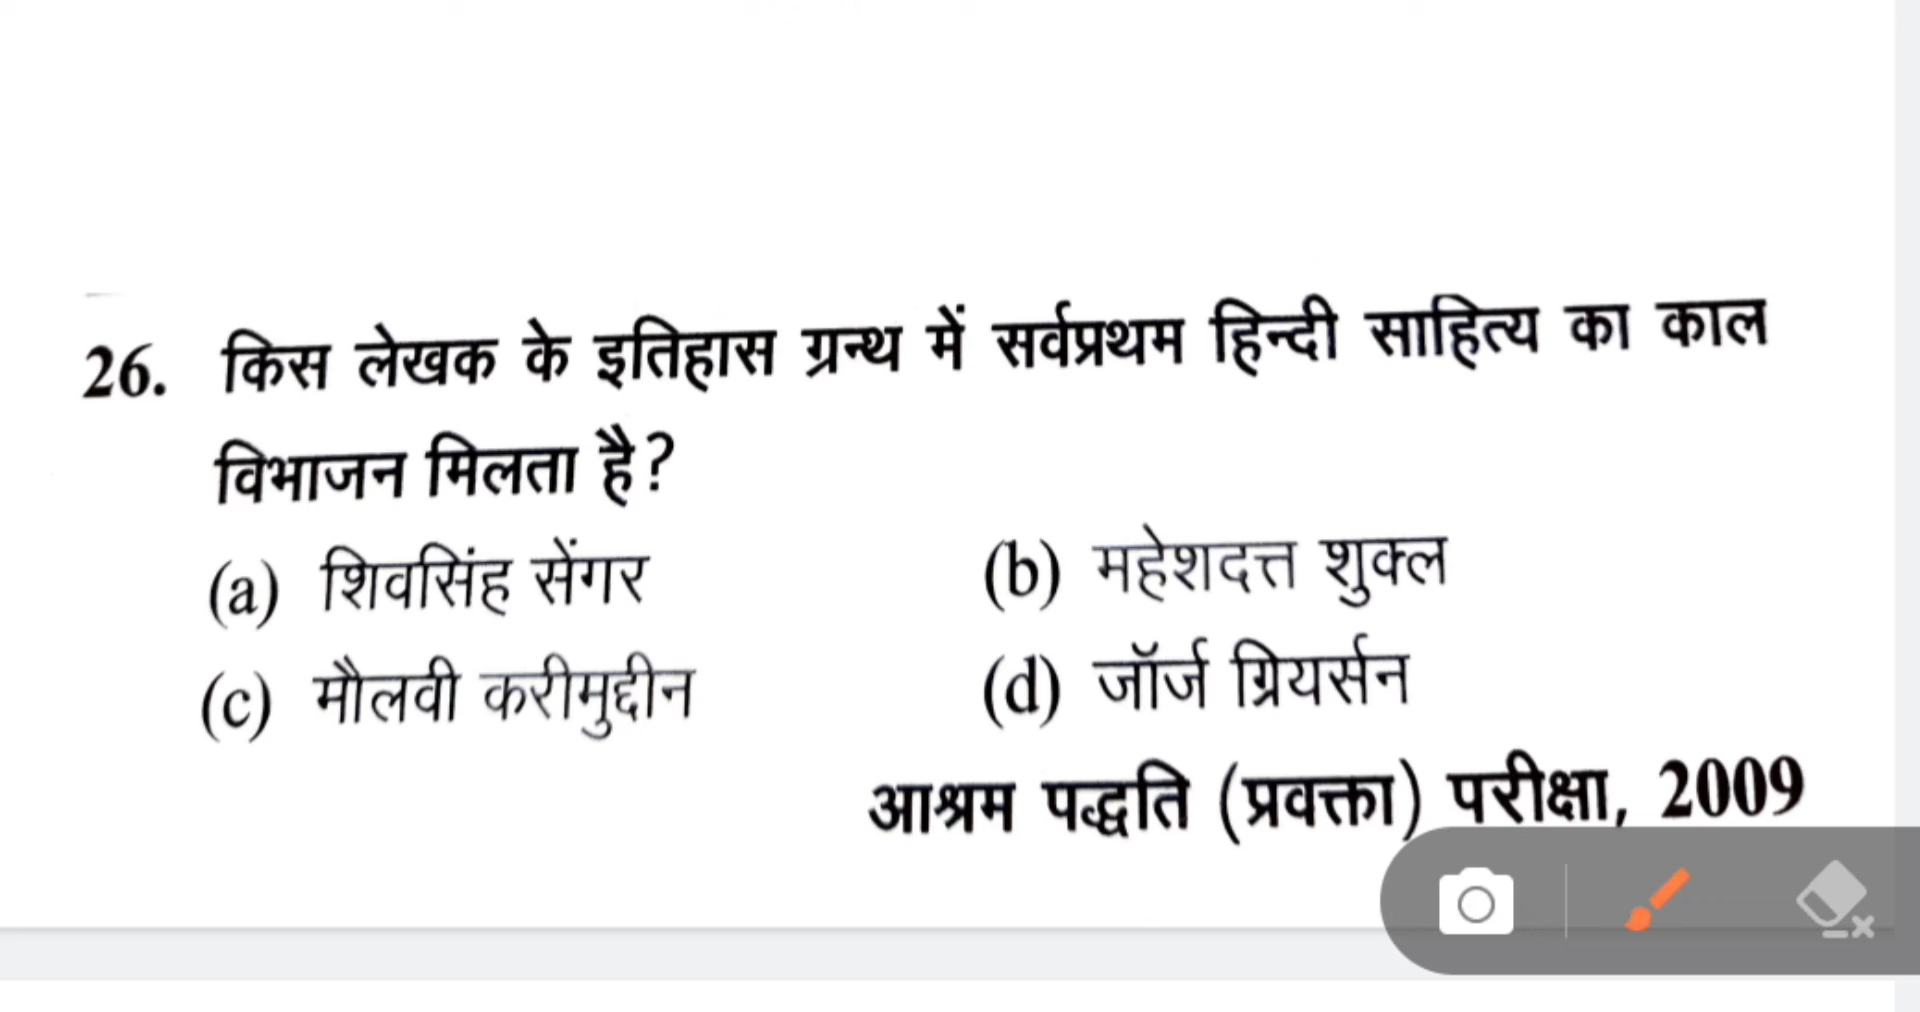 26. किस लेखक के इतिहास ग्रन्थ में सर्वप्रथम हिन्दी साहित्य का काल
विभाजन मिलता है?
(a) शिवसिंह सेंगर (b) महेशदत्त शुक्ल
(c) मौलवी करीमुद्दीन (d) जॉर्ज ग्रियर्सन
आश्रम पद्धति (प्रवक्ता) परीक्षा, 2009